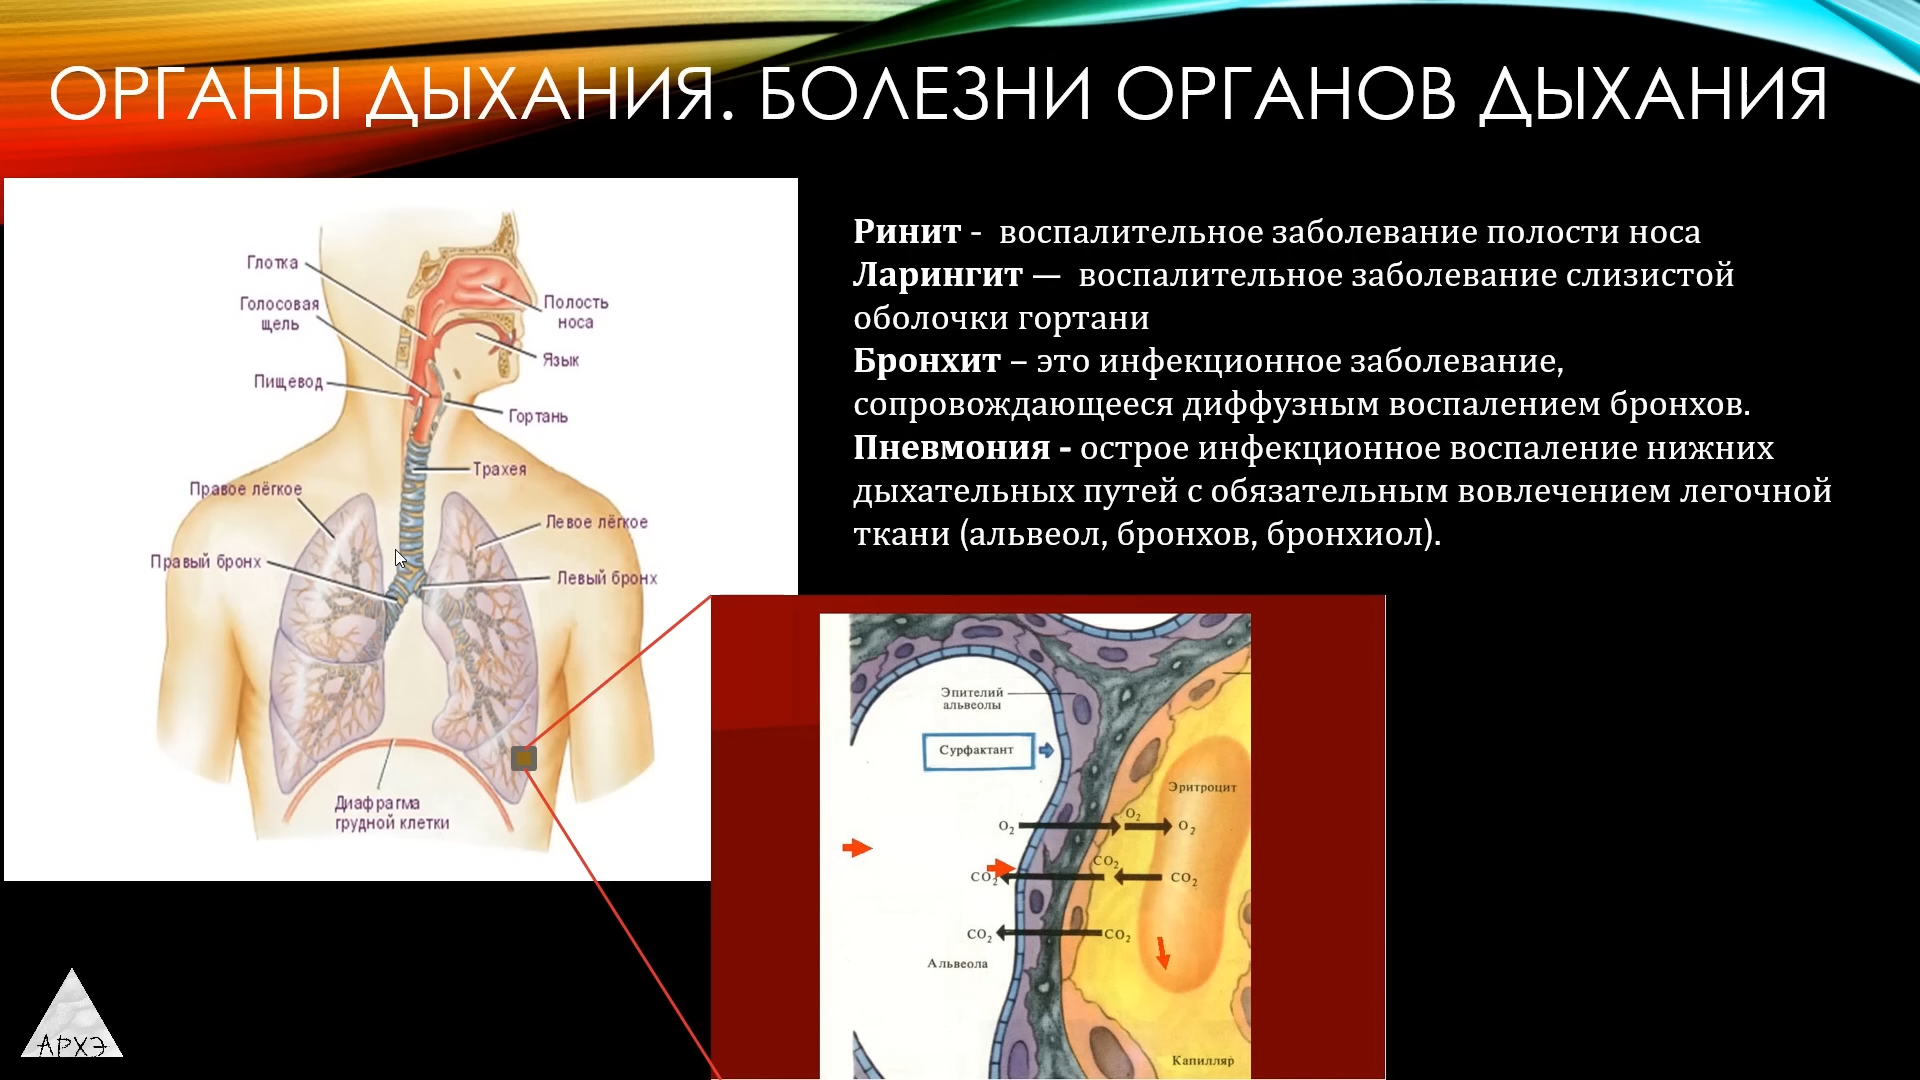 ОРГАНЫ ДЫХАНИЯ. БОЛЕЗНИ ОРГАНОВ ДЫХАНИЯ
Глотка
Голосовая
щель
Пищевод
Полость
носа
Язык
Гортань
Трахея
Правое лёгкое
Левое лёгкое
Правый бронх
Левый бронх
Диафрагма
грудной клетки
Ринит - воспалительное заболевание полости носа
Ларингит — воспалительное заболевание слизистой
оболочки гортани
Бронхит – это инфекционное заболевание,
сопровождающееся диффузным воспалением бронхов.
Пневмония - острое инфекционное воспаление нижних
дыхательных путей с обязательным вовлечением легочной
ткани (альвеол, бронхов, бронхиол).
Эпителий
альвеолы
Сурфактант
Эритроцит
O₂ O₂ O₂
CO₂ CO₂ CO₂
CO₂ CO₂
Альвеола
Капилляр
АРХЭ